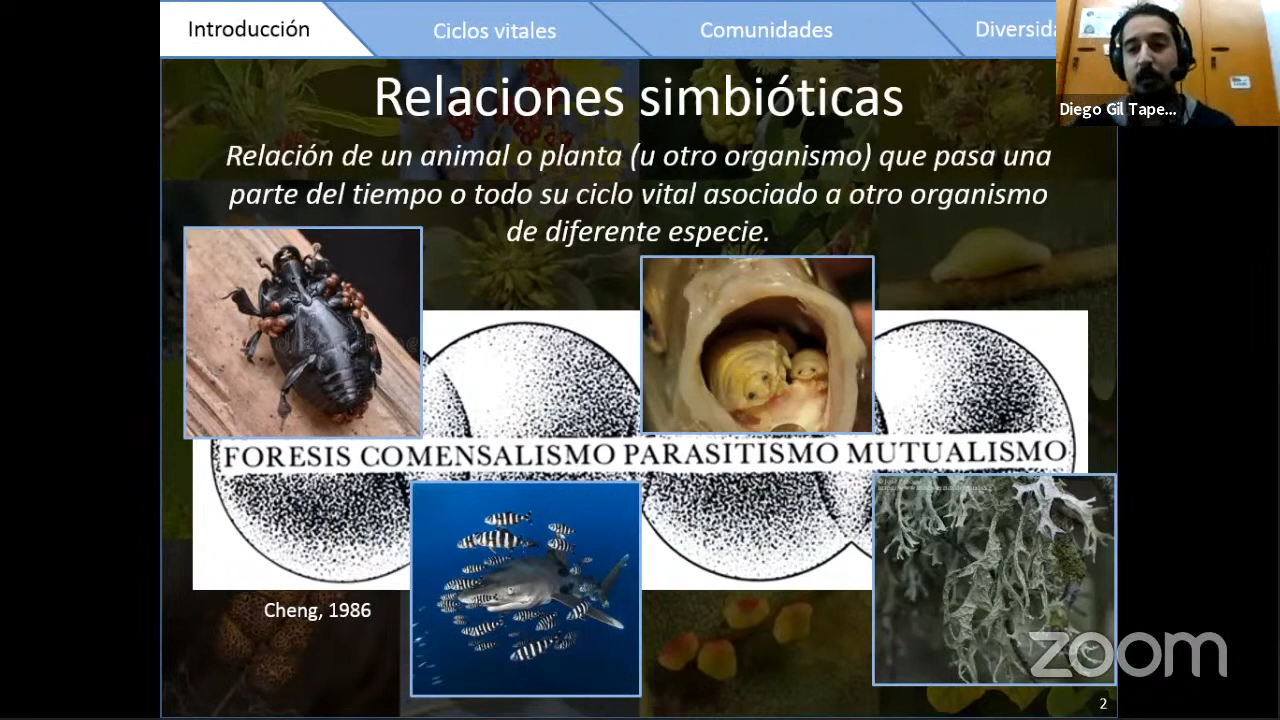 Introducción
Ciclos vitales
Comunidades
Diversida
Diego Gil Tape...
Relaciones simbióticas
Relación de un animal o planta (u otro organismo) que pasa una
parte del tiempo o todo su ciclo vital asociado a otro organismo
de diferente especie.
FORESIS COMENSALISMO PARASITISMO MUTUALISMO
Cheng, 1986
zoom
2